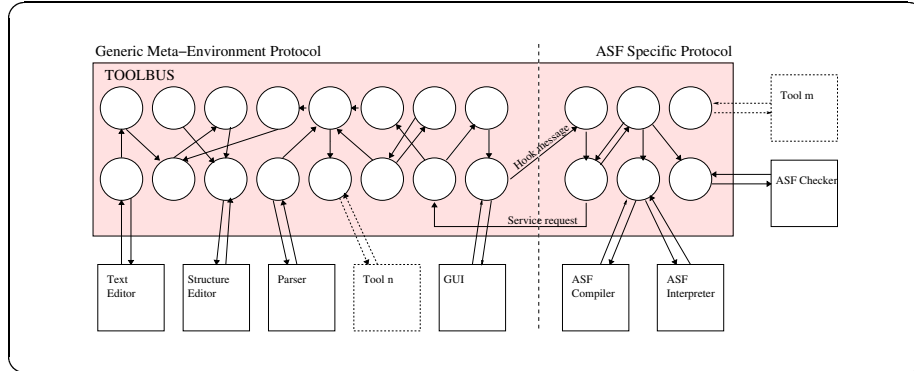 Generic Meta−Environment Protocol
ASF Specific Protocol
TOOLBUS
Tool m
Hook message
ASF Checker
Service request
Text
Editor
Structure
Editor
Parser
Tool n
GUI
ASF
Compiler
ASF
Interpreter